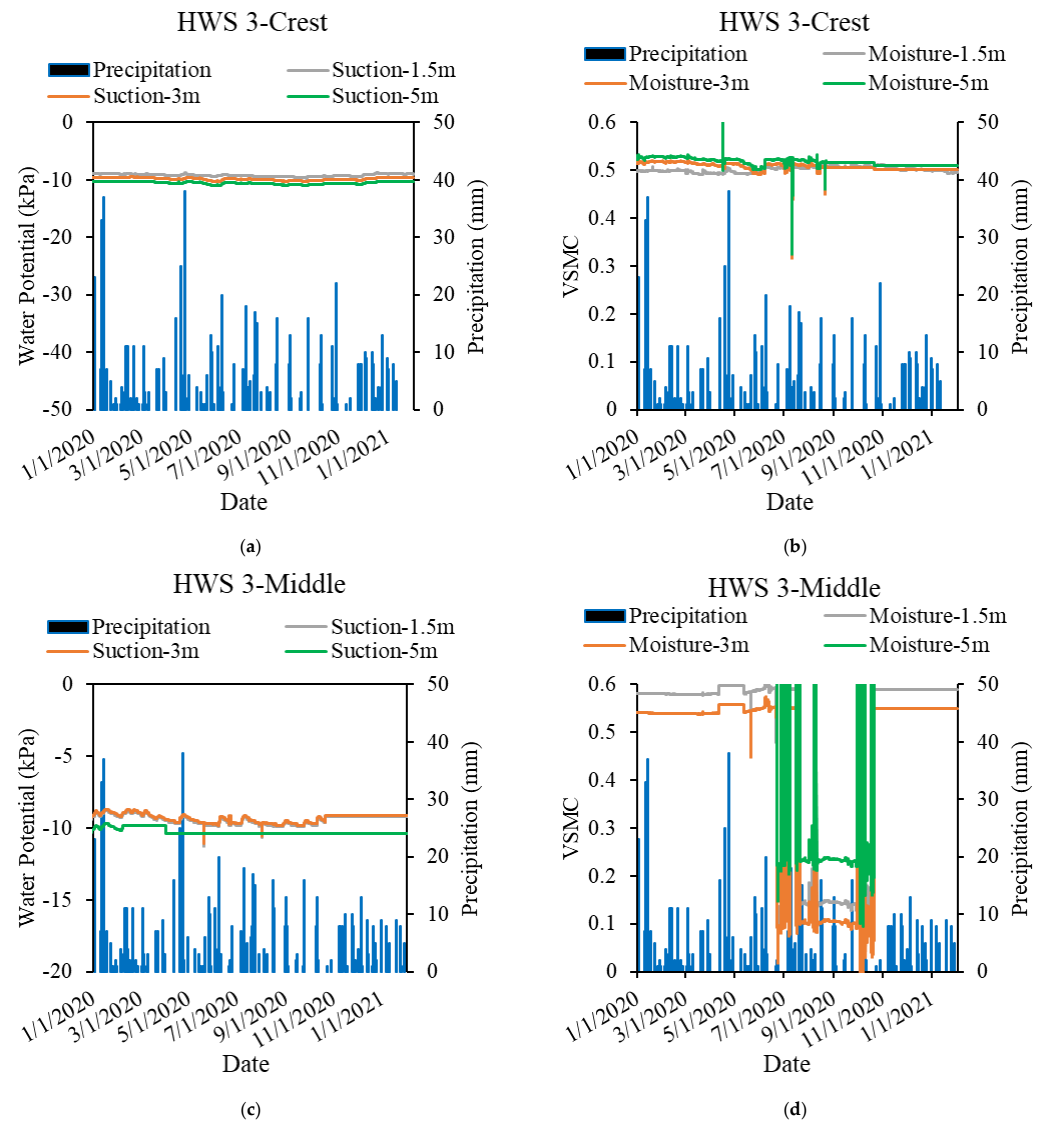 HWS 3-Crest
Precipitation Suction-1.5m
Suction-3m Suction-5m
0 50
-10 40
-20 30
-30 20
-40 10
-50 0
Water Potential (kPa)
Precipitation (mm)
1/1/2020 3/1/2020 5/1/2020 7/1/2020 9/1/2020 11/1/2020 1/1/2021
Date
(a)
HWS 3-Crest
Precipitation Moisture-1.5m
Moisture-3m Moisture-5m
0.6 50
0.5 40
0.4
0.3 30
0.2 20
0.1 10
0 0
VSMC
Precipitation (mm)
1/1/2020 3/1/2020 5/1/2020 7/1/2020 9/1/2020 11/1/2020 1/1/2021
Date
(b)
HWS 3-Middle
Precipitation Suction-1.5m
Suction-3m Suction-5m
0 50
-5 40
-10 30
-15 20
10
-20 0
Water Potential (kPa)
Precipitation (mm)
1/1/2020 3/1/2020 5/1/2020 7/1/2020 9/1/2020 11/1/2020 1/1/2021
Date
(c)
HWS 3-Middle
Precipitation Moisture-1.5m
Moisture-3m Moisture-5m
0.6 50
0.5 40
0.4
0.3 30
0.2 20
0.1 10
0 0
VSMC
Precipitation (mm)
1/1/2020 3/1/2020 5/1/2020 7/1/2020 9/1/2020 11/1/2020 1/1/2021
Date
(d)